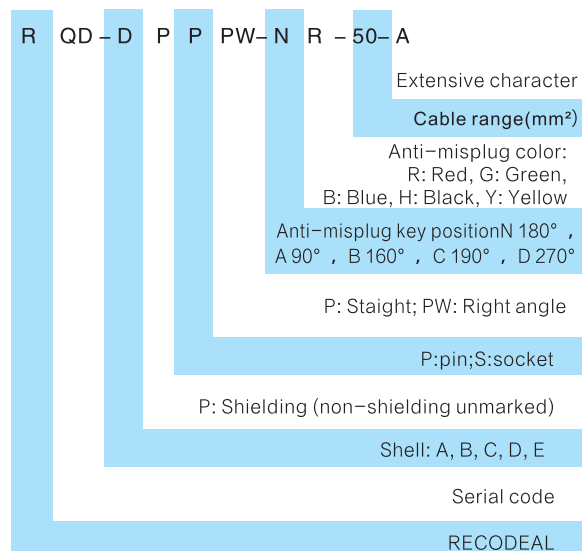 R QD-D P P PW-N R-50-A
Extensive character
Cable range(mm²)
Anti-misplug color:
R: Red, G: Green,
B: Blue, H: Black, Y: Yellow
Anti-misplug key positionN 180°,
A 90°, B 160°, C 190°, D 270°
P: Staight; PW: Right angle
P:pin;S:socket
P: Shielding (non-shielding unmarked)
Shell: A, B, C, D, E
Serial code
RECODEAL